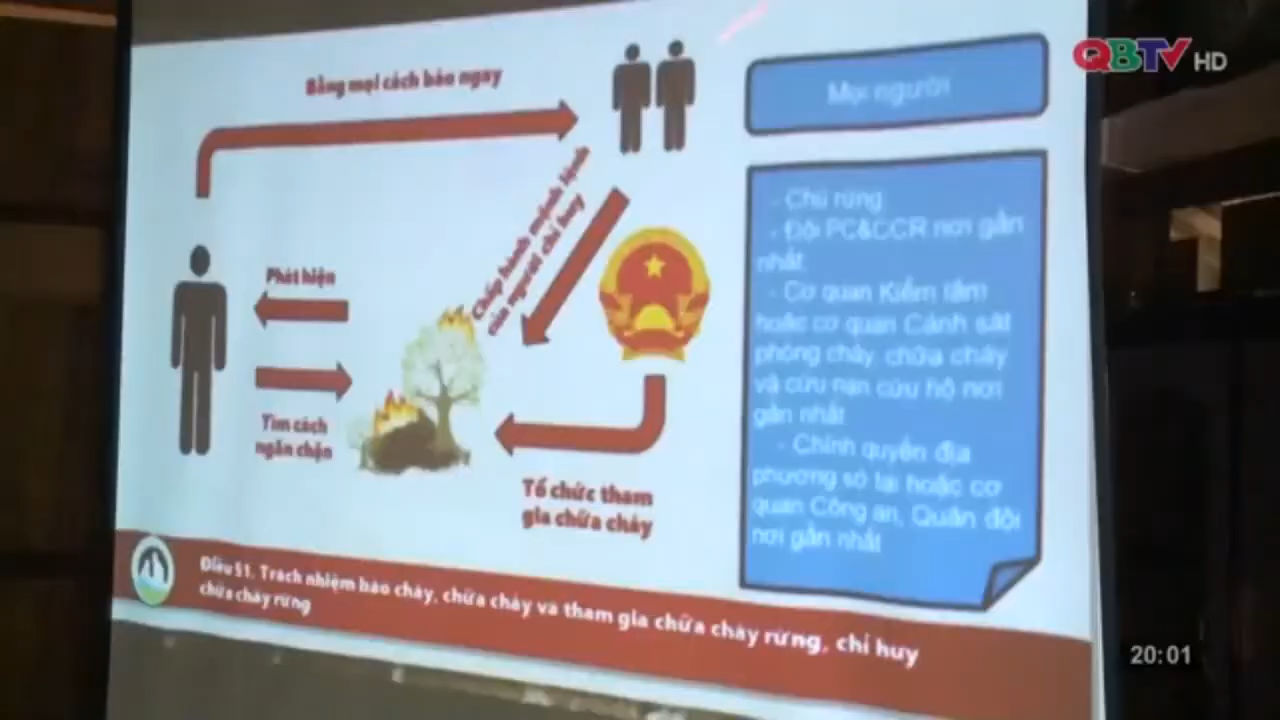 QBTV HD
Bằng mọi cách báo ngay
Mọi người
Chấp hành mệnh lệnh
của người chỉ huy
- Chủ rừng
- Đội PC&CCR nơi gần
nhất
- Cơ quan Kiểm lâm
hoặc cơ quan Cảnh sát
phòng cháy, chữa cháy
và cứu nạn cứu hộ nơi
gần nhất
- Chính quyền địa
phương sở tại hoặc cơ
quan Công an, Quân đội
nơi gần nhất
Phát hiện
Tìm cách
ngăn chặn
Tổ chức tham
gia chữa cháy
Điều 51. Trách nhiệm báo cháy, chữa cháy và tham gia chữa cháy rừng, chỉ huy
chữa cháy rừng
20:01